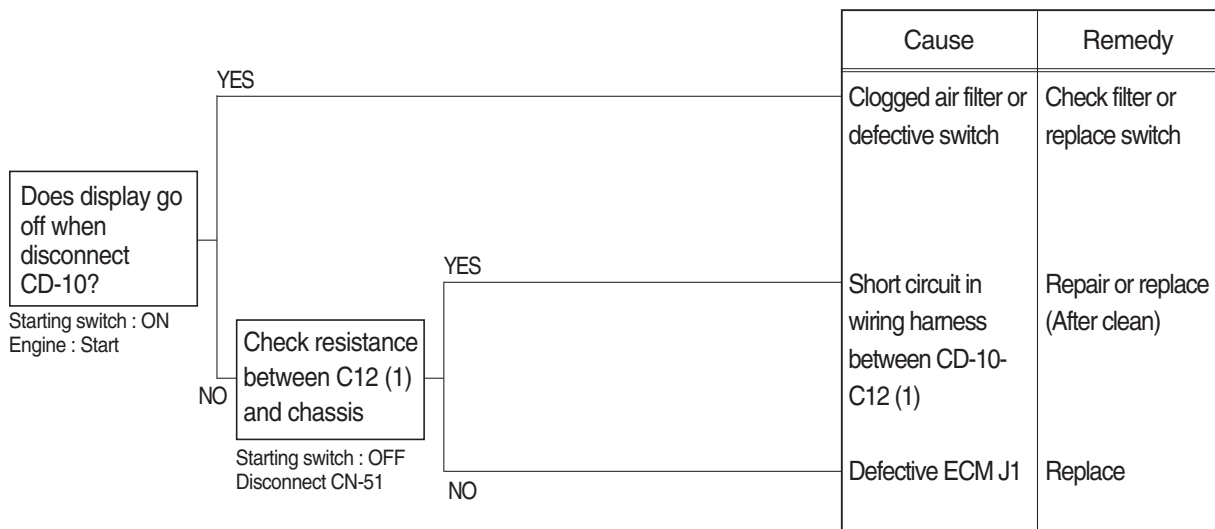 Cause
Remedy
YES
Clogged air filter or
defective switch
Check filter or
replace switch
Does display go
off when
disconnect
CD-10?
Starting switch : ON
Engine : Start
YES
Short circuit in
wiring harness
between CD-10-
C12 (1)
Repair or replace
(After clean)
NO
Check resistance
between C12 (1)
and chassis
Starting switch : OFF
Disconnect CN-51
NO
Defective ECM J1
Replace